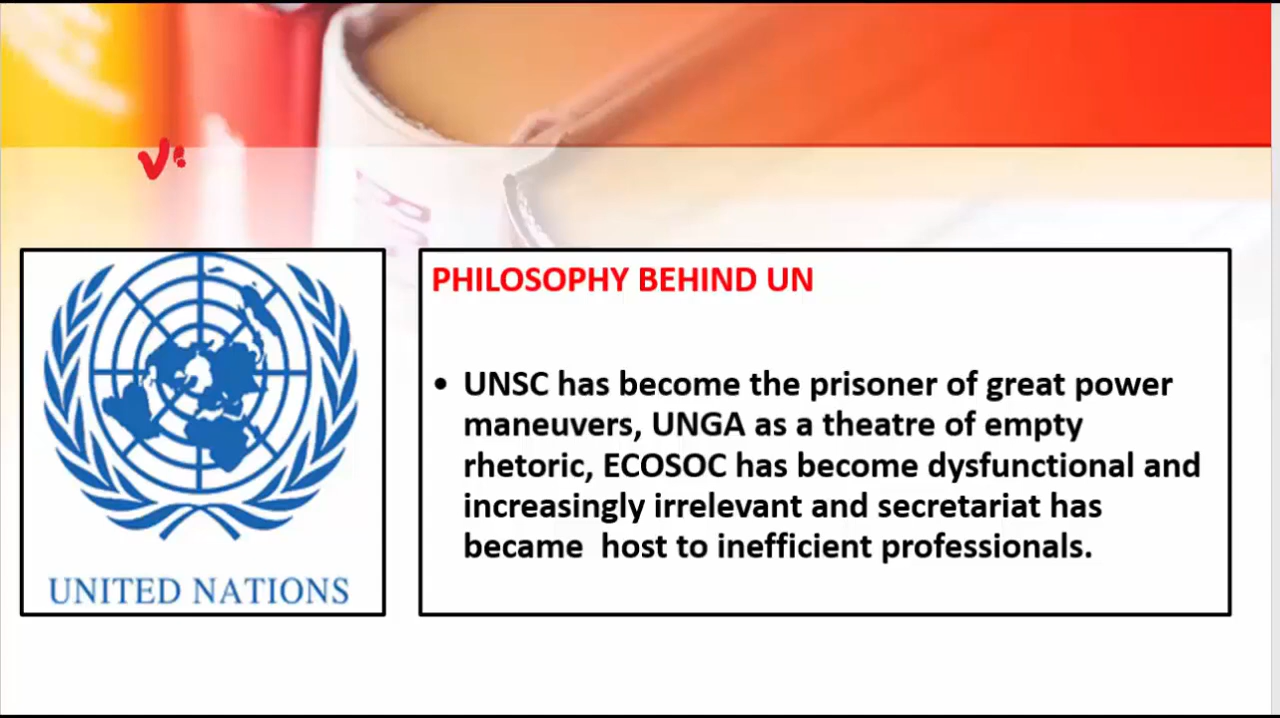 PHILOSOPHY BEHIND UN
• UNSC has become the prisoner of great power
maneuvers, UNGA as a theatre of empty
rhetoric, ECOSOC has become dysfunctional and
increasingly irrelevant and secretariat has
became  host to inefficient professionals.
UNITED NATIONS